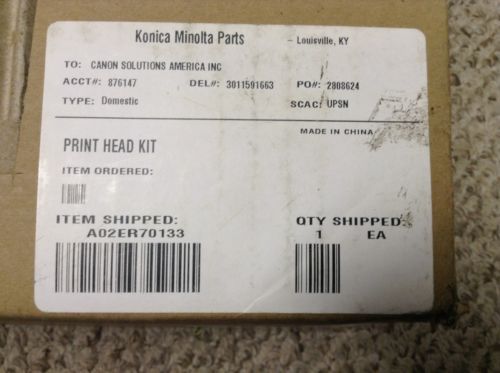 Konica Minolta Parts – Louisville, KY
TO: CANON SOLUTIONS AMERICA INC
ACCT#: 876147 DEL#: 3011591663 PO#: 2808624
TYPE: Domestic SCAC: UPSN
MADE IN CHINA
PRINT HEAD KIT
ITEM ORDERED:
ITEM SHIPPED: QTY SHIPPED:
A02ER70133 1 EA